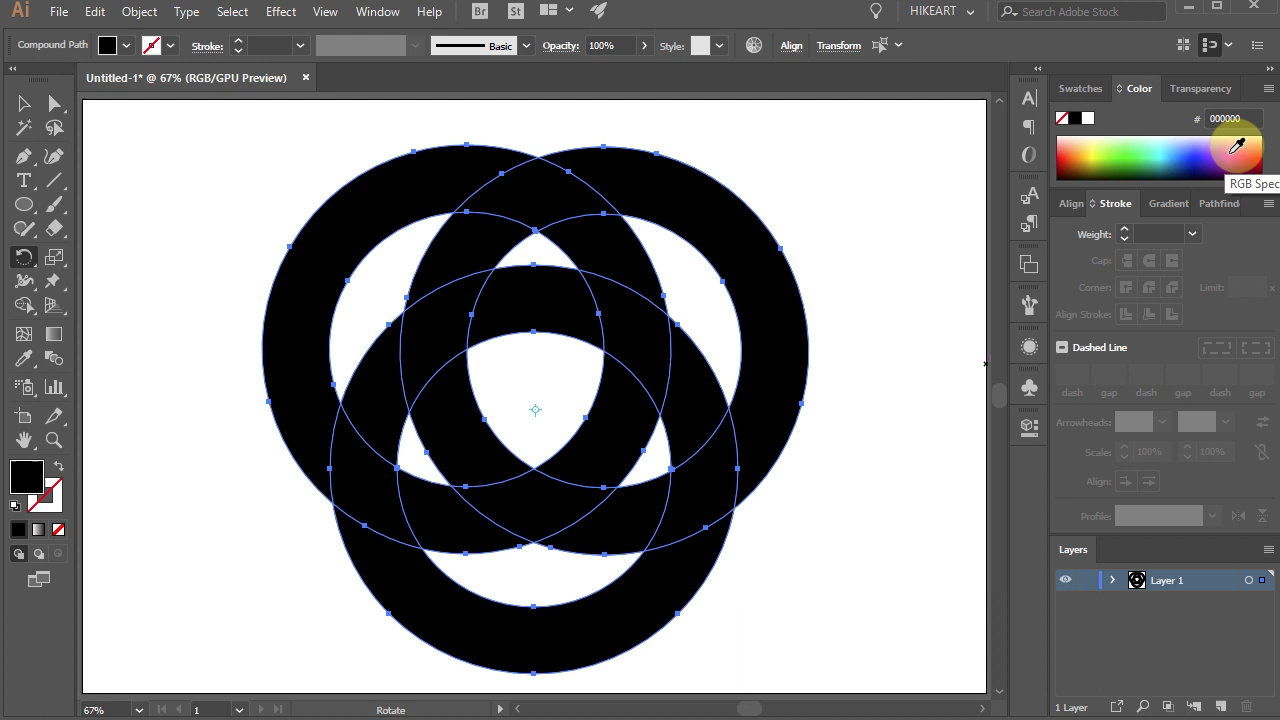 Ai File Edit Object Type Select Effect View Window Help Br St HIKEART Search Adobe Stock
Compound Path Stroke: Basic Opacity: 100% Style: Align Transform
Untitled-1* @ 67% (RGB/GPU Preview) ×
Swatches Color Transparency
# 000000
RGB Spec
Align Stroke Gradient Pathfind
Weight:
Cap:
Corner: Limit: x
Align Stroke:
Dashed Line
dash gap dash gap dash gap
Arrowheads:
Scale: 100% 100%
Align:
Profile:
Layers
Layer 1
1 Layer
67% 1 Rotate